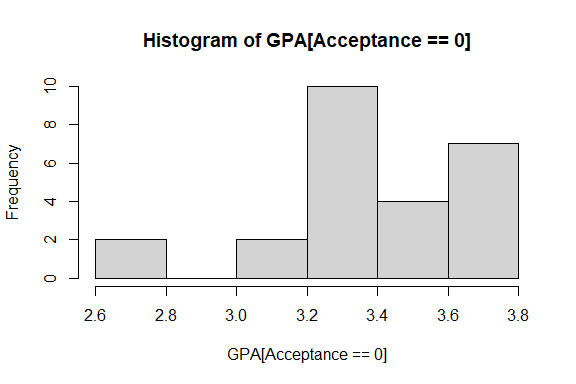 Histogram of GPA[Acceptance == 0]
Frequency
10
8
6
4
2
0
2.6 2.8 3.0 3.2 3.4 3.6 3.8
GPA[Acceptance == 0]